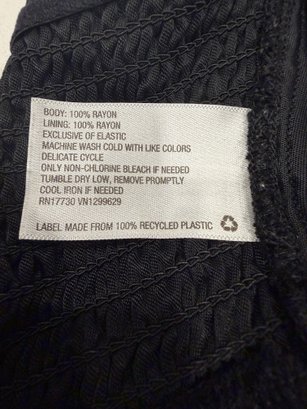 BODY: 100% RAYON
LINING: 100% RAYON
EXCLUSIVE OF ELASTIC
MACHINE WASH COLD WITH LIKE COLORS
DELICATE CYCLE
ONLY NON-CHLORINE BLEACH IF NEEDED
TUMBLE DRY LOW, REMOVE PROMPTLY
COOL IRON IF NEEDED
RN17730 VN1299629
LABEL MADE FROM 100% RECYCLED PLASTIC